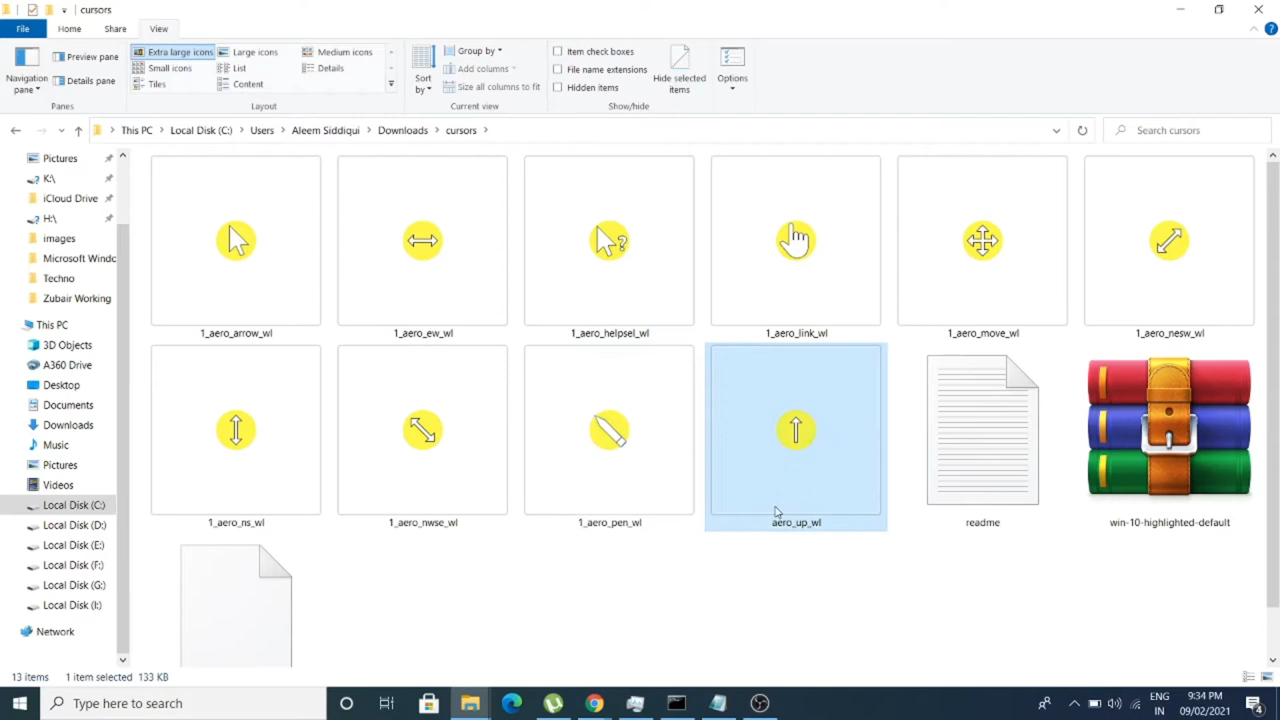 cursors
File Home Share View
Navigation pane
Preview pane
Details pane
Panes
Extra large icons Large icons Medium icons
Small icons List Details
Tiles Content
Layout
Sort by
Group by
Add columns
Size all columns to fit
Current view
Item check boxes
File name extensions
Hidden items
Hide selected items
Show/hide
Options
This PC > Local Disk (C:) > Users > Aleem Siddiqui > Downloads > cursors >
Search cursors
Pictures
K:\
iCloud Drive
H:\
images
Microsoft Windo
Techno
Zubair Working
This PC
3D Objects
A360 Drive
Desktop
Documents
Downloads
Music
Pictures
Videos
Local Disk (C:)
Local Disk (D:)
Local Disk (E:)
Local Disk (F:)
Local Disk (G:)
Local Disk (I:)
Network
1_aero_arrow_wl 1_aero_ew_wl 1_aero_helpsel_wl 1_aero_link_wl 1_aero_move_wl 1_aero_nesw_wl
1_aero_ns_wl 1_aero_nwse_wl 1_aero_pen_wl aero_up_wl readme win-10-highlighted-default
13 items 1 item selected 133 KB
Type here to search
ENG
IN
9:34 PM
09/02/2021
4